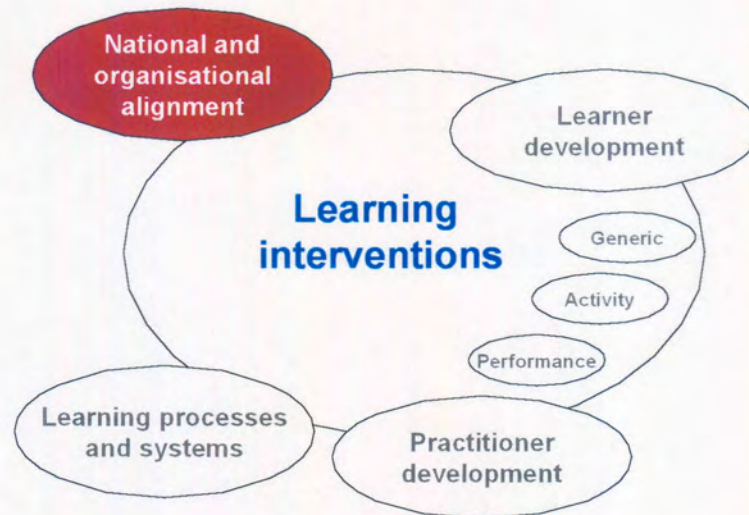 National and
organisational
alignment
Learner
development
Learning
interventions
Generic
Activity
Performance
Learning processes
and systems
Practitioner
development